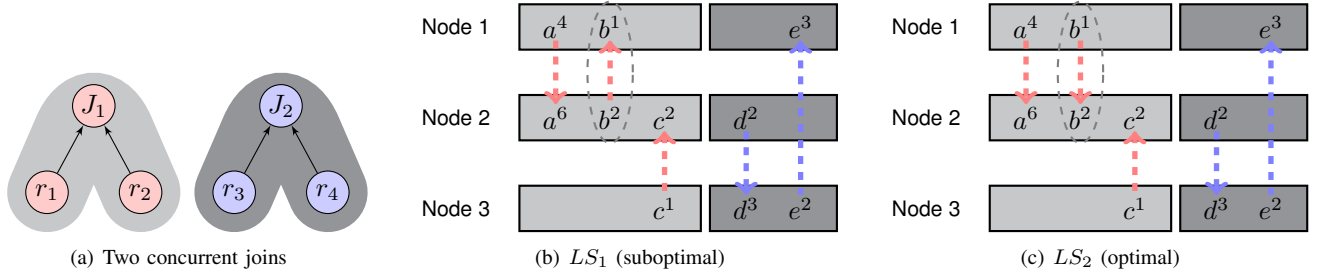 J₁
J₂
r₁ r₂ r₃ r₄
(a) Two concurrent joins
Node 1 a⁴ b¹ e³
Node 2 a⁶ b² c² d²
Node 3 c¹ d³ e²
(b) LS₁ (suboptimal)
Node 1 a⁴ b¹ e³
Node 2 a⁶ b² c² d²
Node 3 c¹ d³ e²
(c) LS₂ (optimal)